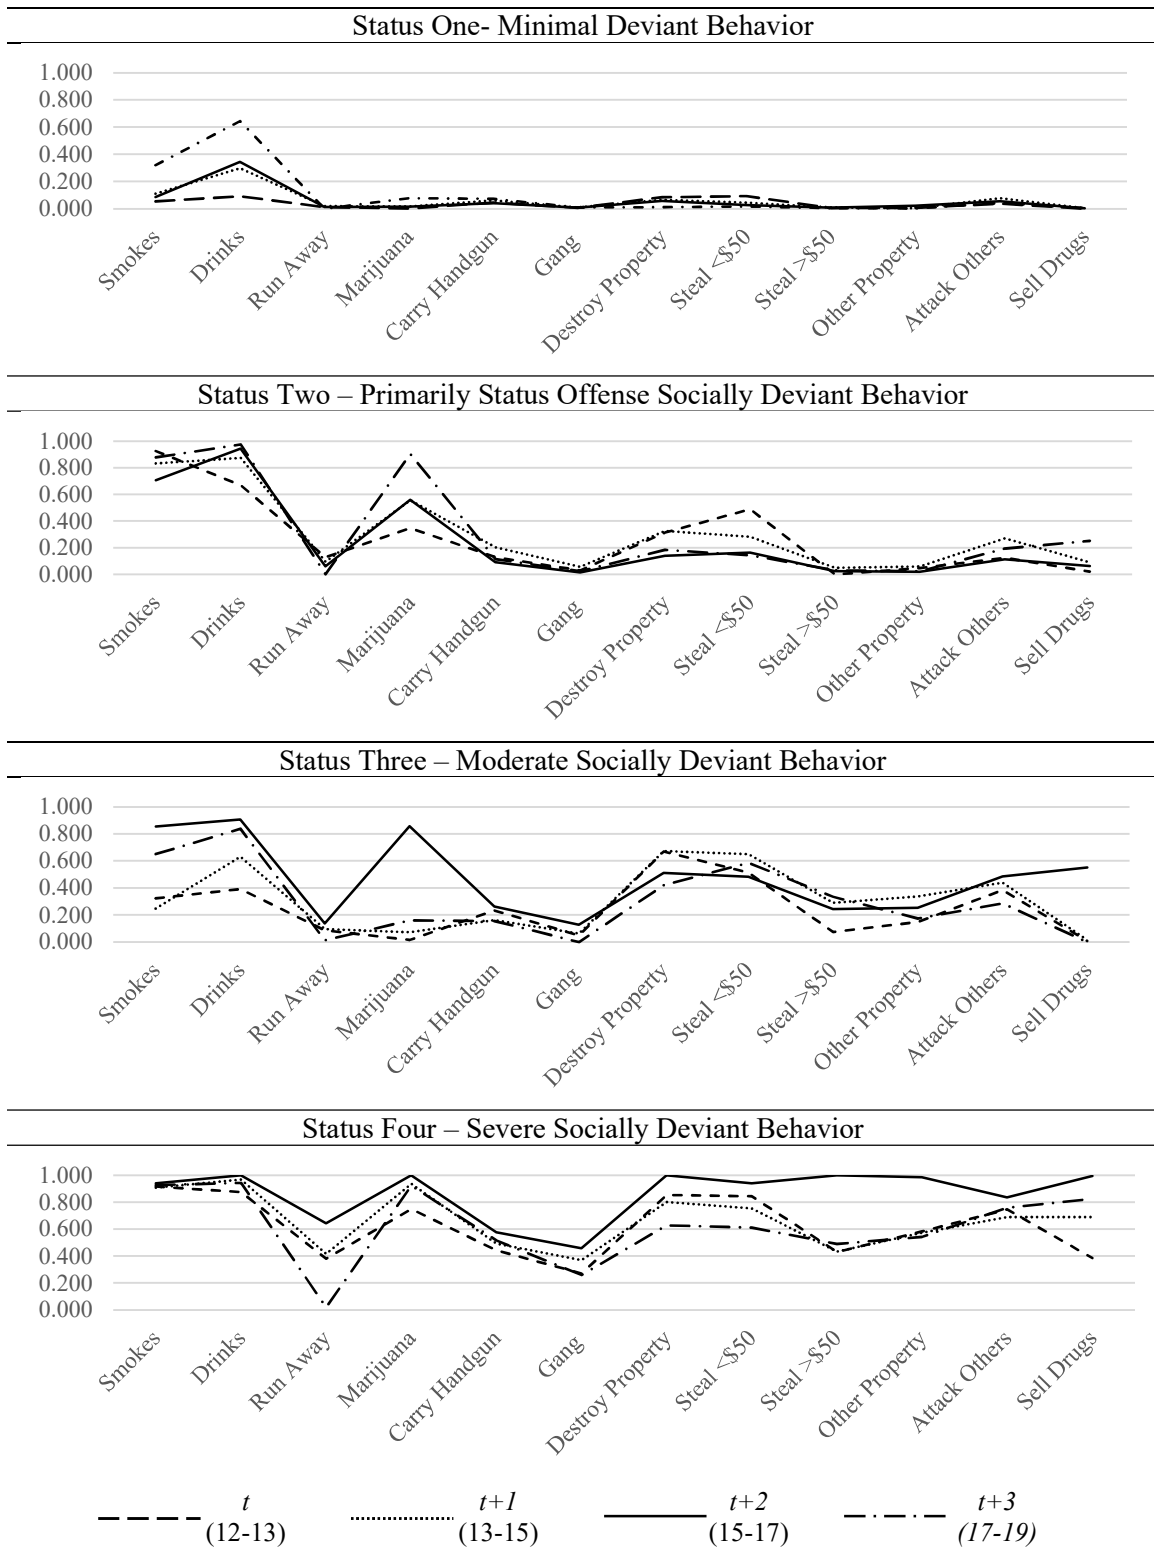 Status One- Minimal Deviant Behavior
1.000
0.800
0.600
0.400
0.200
0.000
Smokes
Drinks
Run Away
Marijuana
Carry Handgun
Gang
Destroy Property
Steal <$50
Steal >$50
Other Property
Attack Others
Sell Drugs
Status Two – Primarily Status Offense Socially Deviant Behavior
1.000
0.800
0.600
0.400
0.200
0.000
Smokes
Drinks
Run Away
Marijuana
Carry Handgun
Gang
Destroy Property
Steal <$50
Steal >$50
Other Property
Attack Others
Sell Drugs
Status Three – Moderate Socially Deviant Behavior
1.000
0.800
0.600
0.400
0.200
0.000
Smokes
Drinks
Run Away
Marijuana
Carry Handgun
Gang
Destroy Property
Steal <$50
Steal >$50
Other Property
Attack Others
Sell Drugs
Status Four – Severe Socially Deviant Behavior
1.000
0.800
0.600
0.400
0.200
0.000
Smokes
Drinks
Run Away
Marijuana
Carry Handgun
Gang
Destroy Property
Steal <$50
Steal >$50
Other Property
Attack Others
Sell Drugs
t
(12-13)
t+1
(13-15)
t+2
(15-17)
t+3
(17-19)